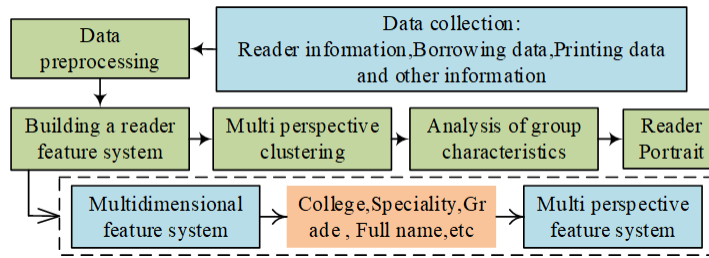 Data collection:
Reader information,Borrowing data,Printing data
and other information
Data
preprocessing
Building a reader
feature system
Multi perspective
clustering
Analysis of group
characteristics
Reader
Portrait
Multidimensional
feature system
College,Speciality,Gr
ade , Full name,etc
Multi perspective
feature system